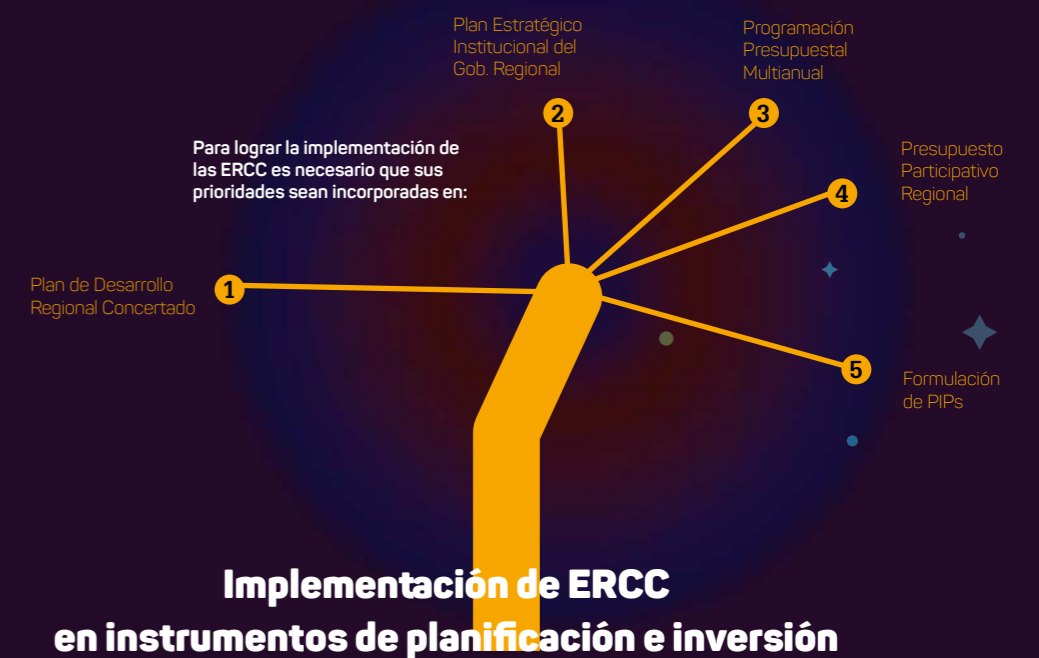 Plan Estratégico
Institucional del
Gob. Regional
Programación
Presupuestal
Multianual
2
3
Para lograr la implementación de
las ERCC es necesario que sus
prioridades sean incorporadas en:
Presupuesto
Participativo
Regional
4
Plan de Desarrollo
Regional Concertado
1
5
Formulación
de PIPs
Implementación de ERCC
en instrumentos de planificación e inversión